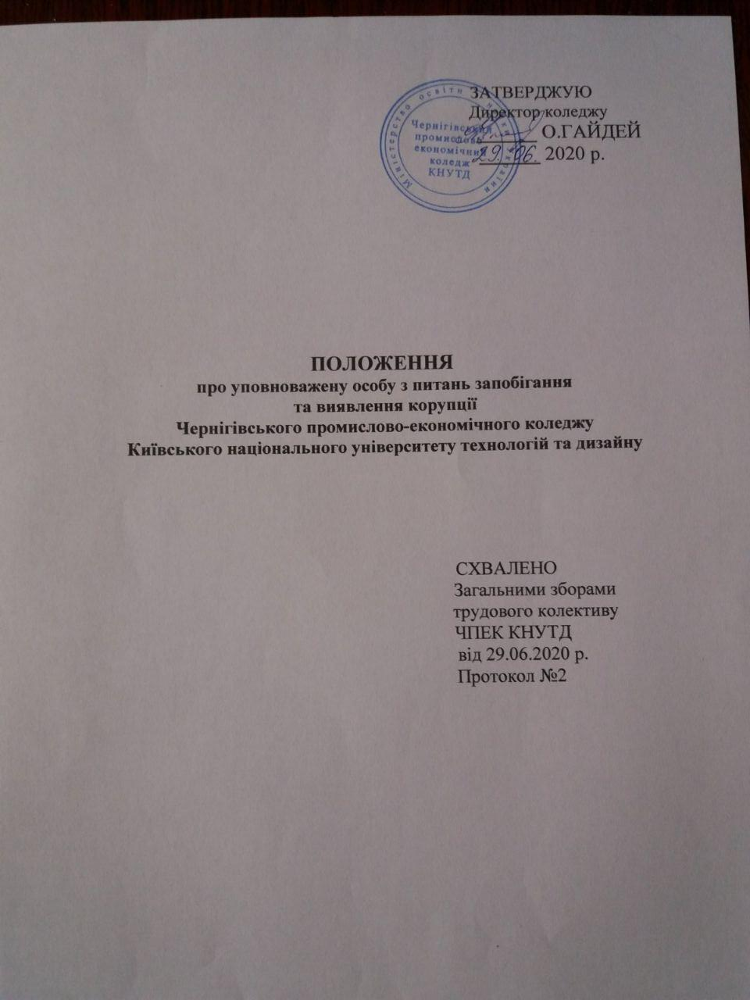 ЗАТВЕРДЖУЮ
Директор коледжу
О.ГАЙДЕЙ
29. 06. 2020 р.
Міністерство освіти і науки України
Чернігівський
промислово-
економічний
коледж
КНУТД
ПОЛОЖЕННЯ
про уповноважену особу з питань запобігання
та виявлення корупції
Чернігівського промислово-економічного коледжу
Київського національного університету технологій та дизайну
СХВАЛЕНО
Загальними зборами
трудового колективу
ЧПЕК КНУТД
від 29.06.2020 р.
Протокол №2